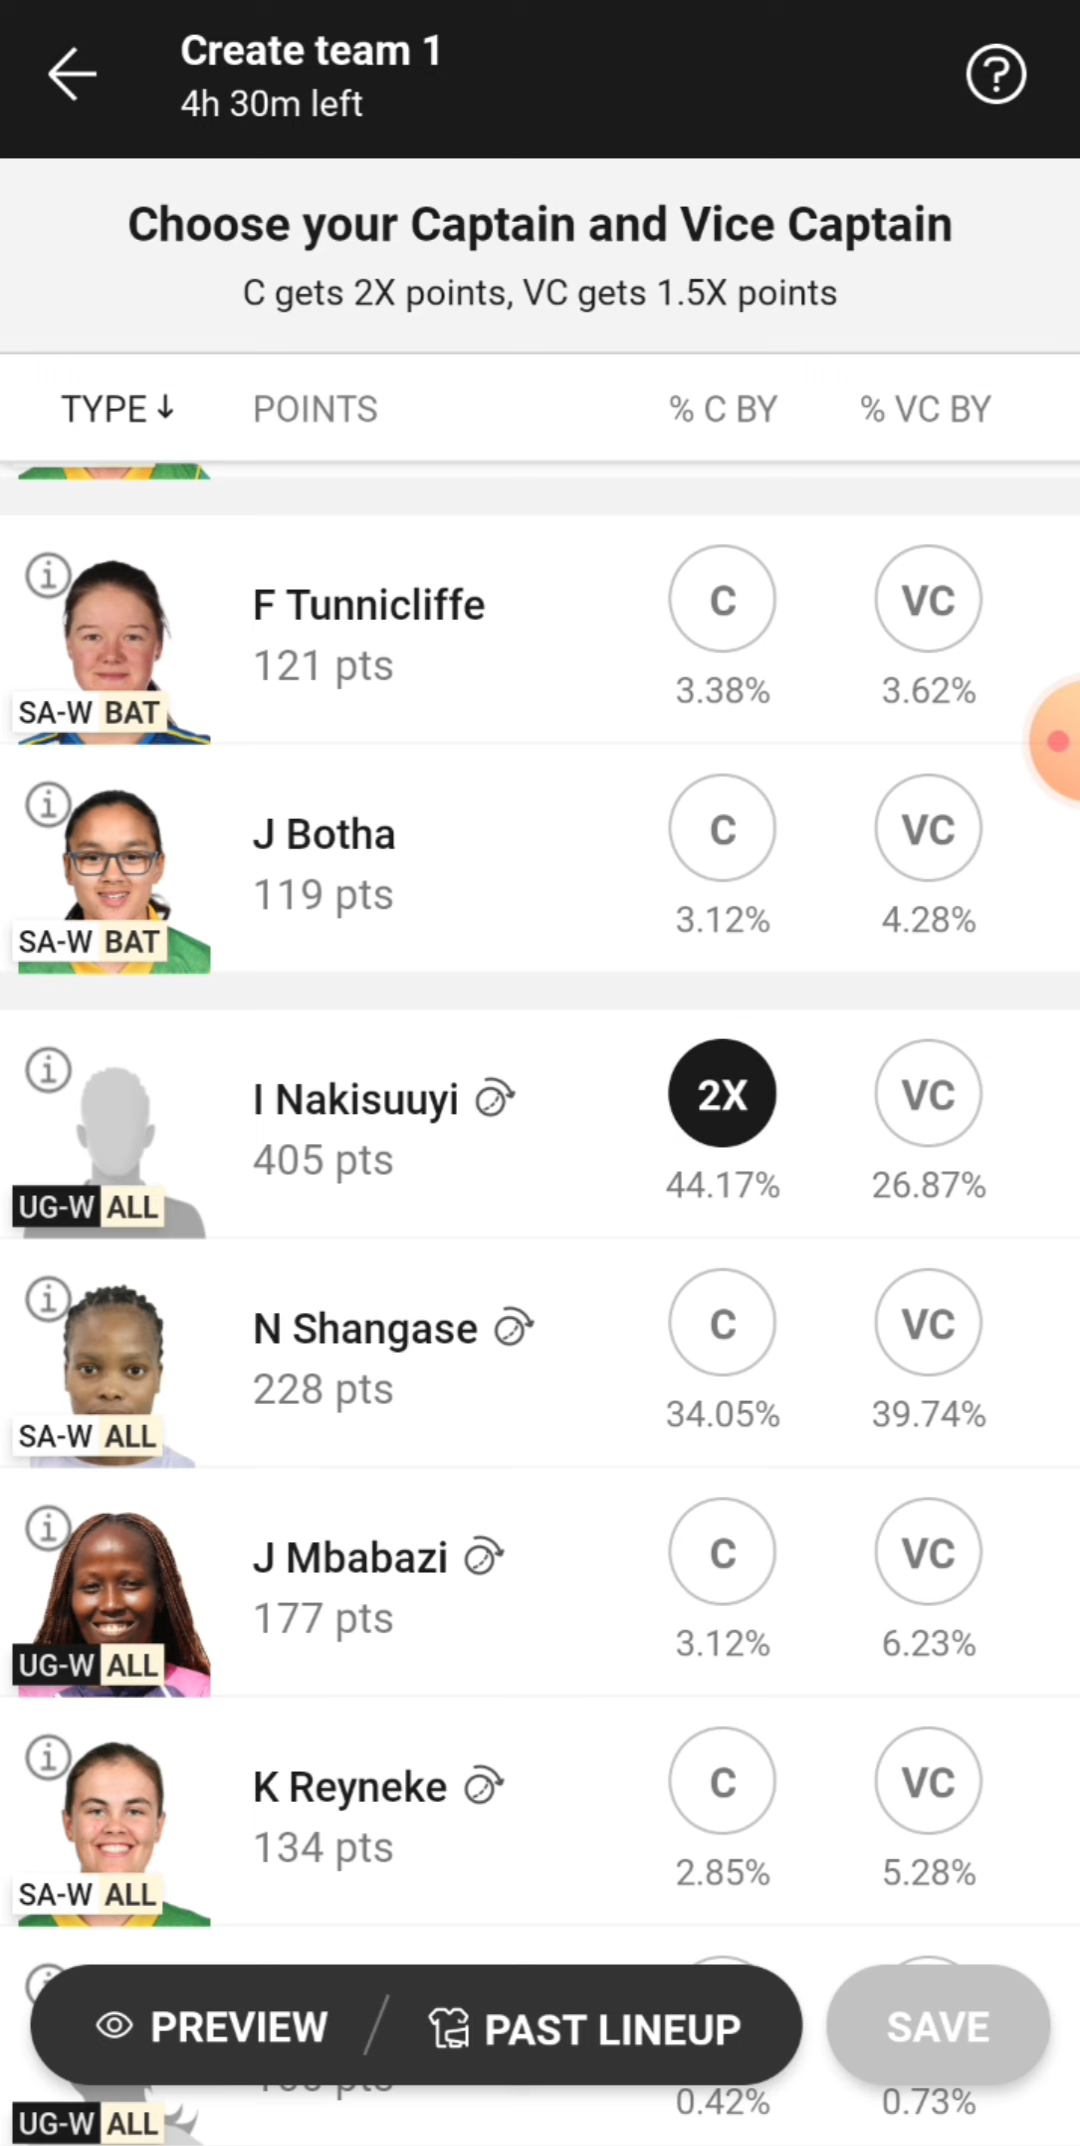 Create team 1
4h 30m left
Choose your Captain and Vice Captain
C gets 2X points, VC gets 1.5X points
TYPE POINTS % C BY % VC BY
F Tunnicliffe
121 pts
SA-W BAT
C
3.38%
VC
3.62%
J Botha
119 pts
SA-W BAT
C
3.12%
VC
4.28%
I Nakisuuyi
405 pts
UG-W ALL
2X
44.17%
VC
26.87%
N Shangase
228 pts
SA-W ALL
C
34.05%
VC
39.74%
J Mbabazi
177 pts
UG-W ALL
C
3.12%
VC
6.23%
K Reyneke
134 pts
SA-W ALL
C
2.85%
VC
5.28%
PREVIEW / PAST LINEUP
SAVE
pts
UG-W ALL
0.42%
0.73%